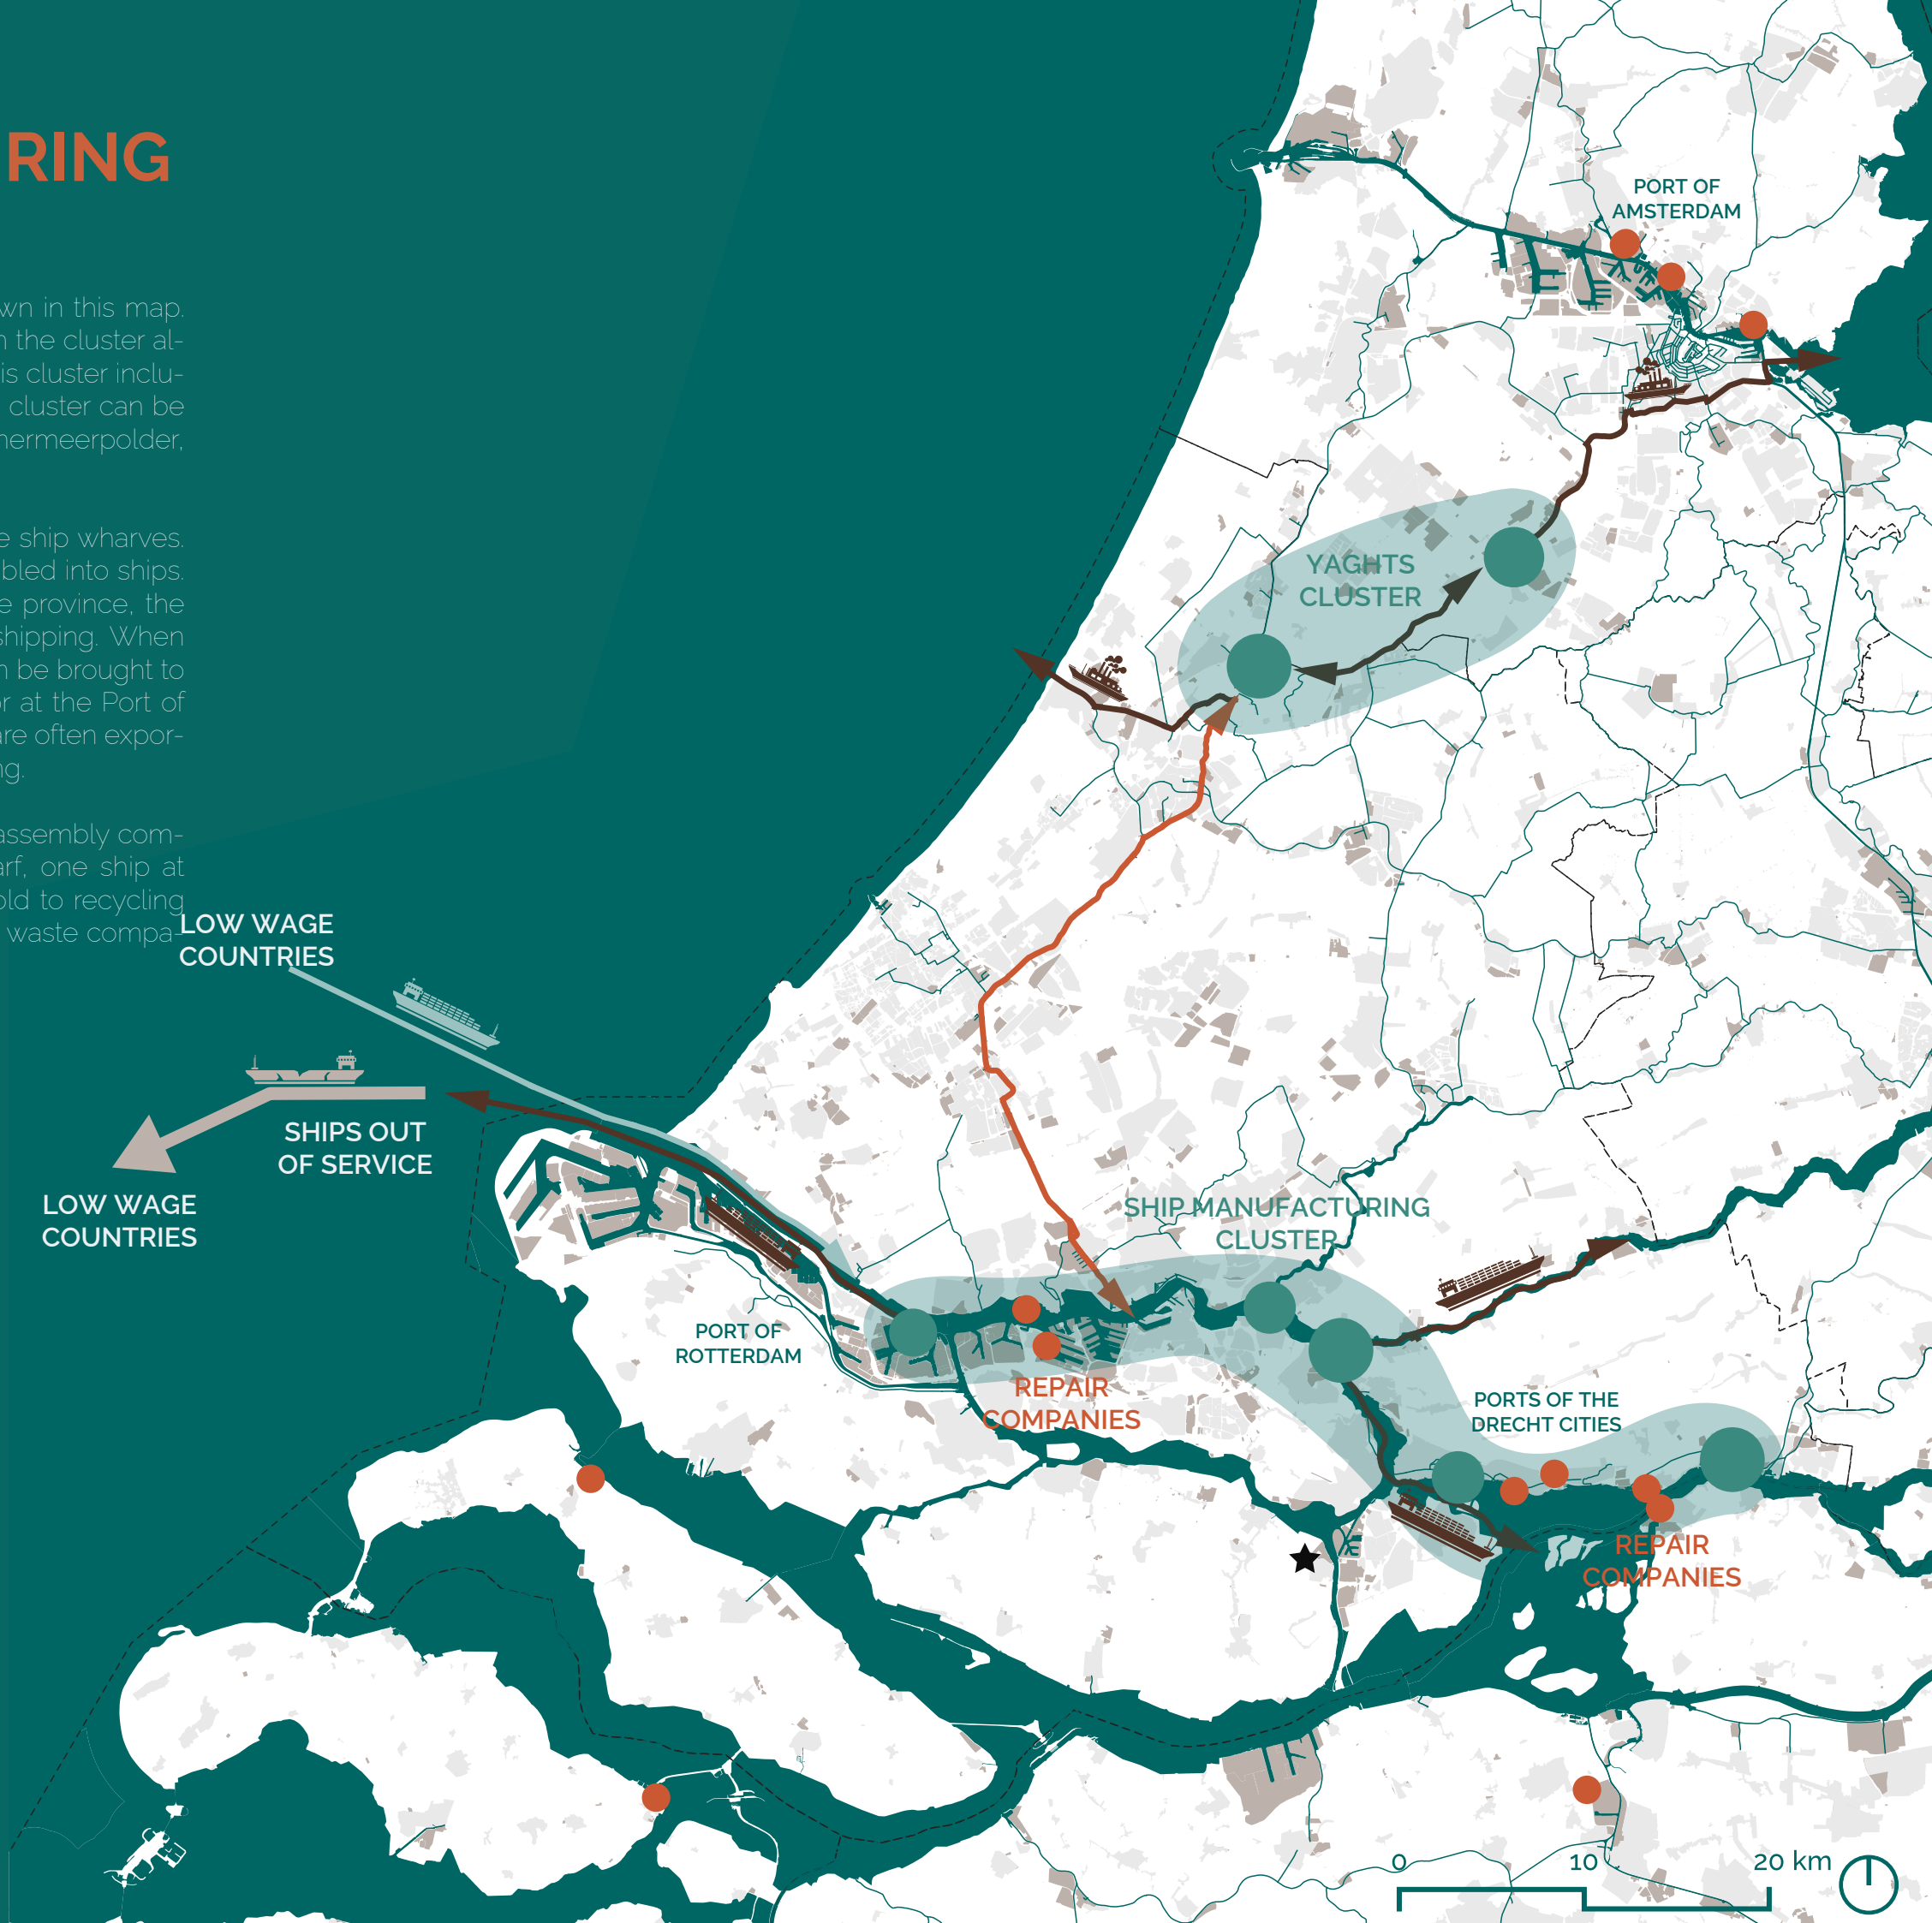 RING
wn in this map.
n the cluster al-
is cluster inclu-
cluster can be
hermeerpolder,
e ship wharves.
bled into ships.
e province, the
shipping. When
n be brought to
or at the Port of
are often expor-
ng.
assembly com-
arf, one ship at
old to recycling
waste compa-
LOW WAGE
COUNTRIES
SHIPS OUT
OF SERVICE
LOW WAGE
COUNTRIES
PORT OF
AMSTERDAM
YAGHTS
CLUSTER
SHIP MANUFACTURING
CLUSTER
PORT OF
ROTTERDAM
REPAIR
COMPANIES
PORTS OF THE
DRECHT CITIES
REPAIR
COMPANIES
0 10 20 km